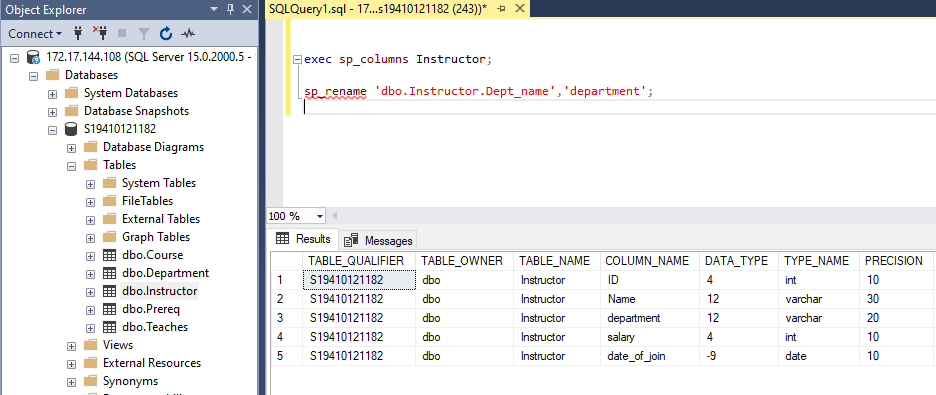 Object Explorer
Connect
172.17.144.108 (SQL Server 15.0.2000.5 -
Databases
System Databases
Database Snapshots
S19410121182
Database Diagrams
Tables
System Tables
FileTables
External Tables
Graph Tables
dbo.Course
dbo.Department
dbo.Instructor
dbo.Prereq
dbo.Teaches
Views
External Resources
Synonyms
SQLQuery1.sql - 17...s19410121182 (243))*
exec sp_columns Instructor;
sp_rename 'dbo.Instructor.Dept_name','department';
100 %
Results Messages
TABLE_QUALIFIER TABLE_OWNER TABLE_NAME COLUMN_NAME DATA_TYPE TYPE_NAME PRECISION
1 S19410121182 dbo Instructor ID 4 int 10
2 S19410121182 dbo Instructor Name 12 varchar 30
3 S19410121182 dbo Instructor department 12 varchar 20
4 S19410121182 dbo Instructor salary 4 int 10
5 S19410121182 dbo Instructor date_of_join -9 date 10